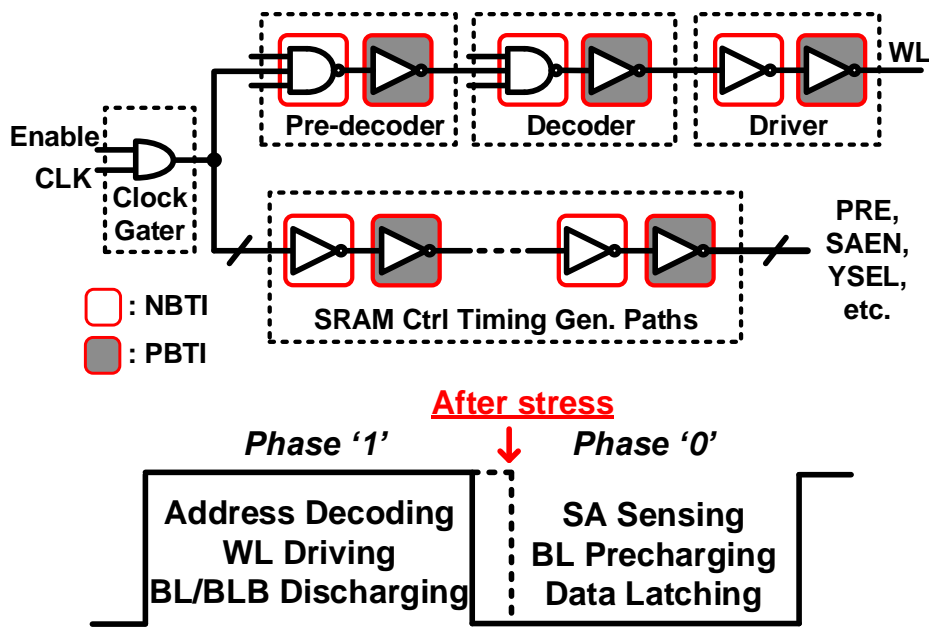 WL
Pre-decoder
Decoder
Driver
Enable
CLK
Clock
Gater
PRE,
SAEN,
YSEL,
etc.
: NBTI
: PBTI
SRAM Ctrl Timing Gen. Paths
After stress
Phase ‘1’
Phase ‘0’
Address Decoding
WL Driving
BL/BLB Discharging
SA Sensing
BL Precharging
Data Latching